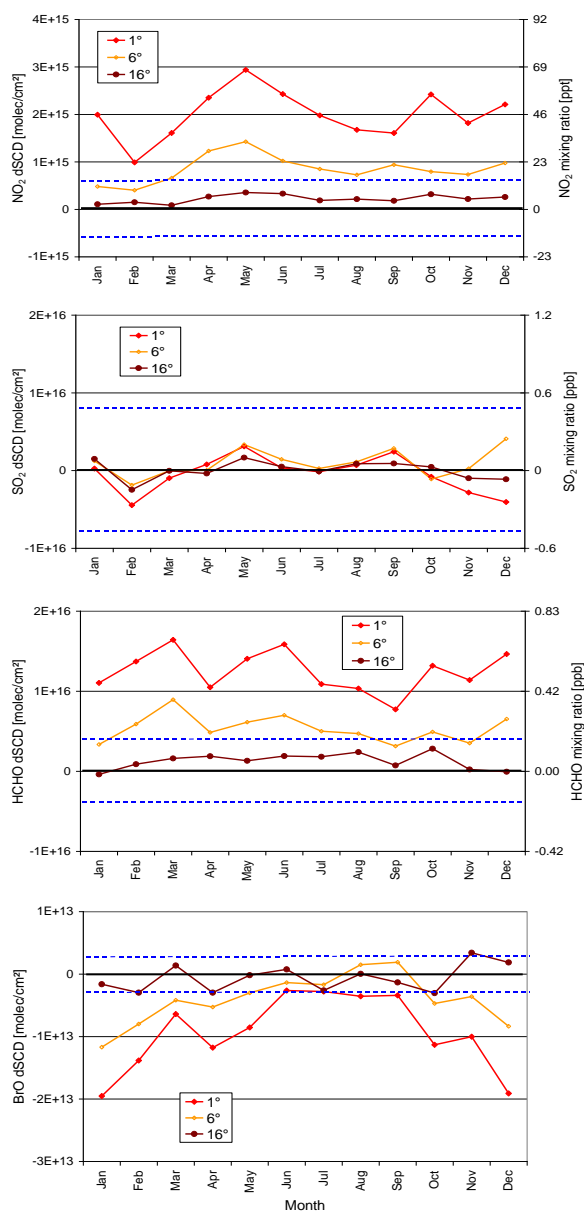 4E+15
3E+15
2E+15
1E+15
0
-1E+15
NO₂ dSCD [molec/cm²]
1°
6°
16°
92
69
46
23
0
-23
NO₂ mixing ratio [ppt]
Jan Feb Mar Apr May Jun Jul Aug Sep Oct Nov Dec
2E+16
1E+16
0
-1E+16
SO₂ dSCD [molec/cm²]
1°
6°
16°
1.2
0.6
0
-0.6
SO₂ mixing ratio [ppb]
Jan Feb Mar Apr May Jun Jul Aug Sep Oct Nov Dec
2E+16
1E+16
0
-1E+16
HCHO dSCD [molec/cm²]
1°
6°
16°
0.83
0.42
0.00
-0.42
HCHO mixing ratio [ppb]
Jan Feb Mar Apr May Jun Jul Aug Sep Oct Nov Dec
1E+13
0
-1E+13
-2E+13
-3E+13
BrO dSCD [molec/cm²]
1°
6°
16°
Jan Feb Mar Apr May Jun Jul Aug Sep Oct Nov Dec
Month